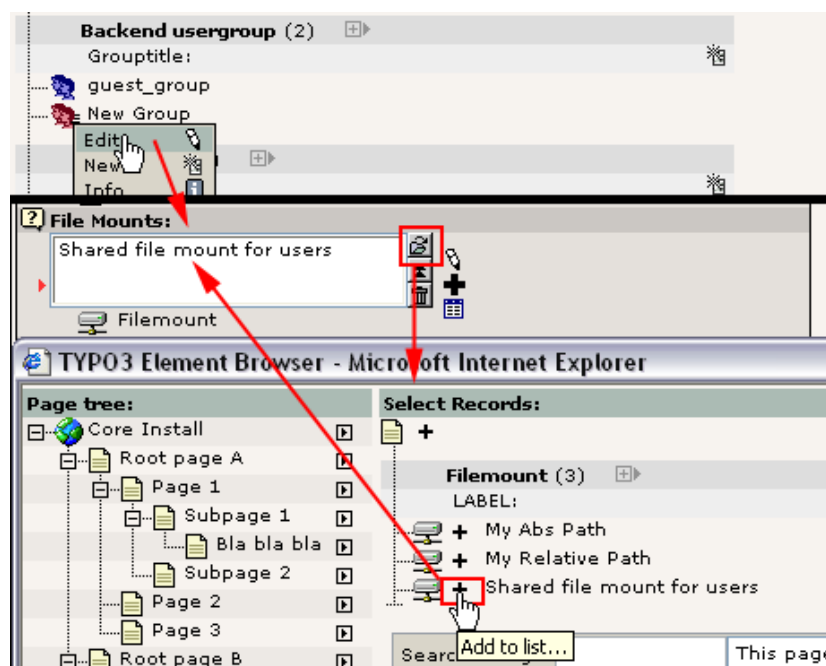 Backend usergroup (2)
Grouptitle:
guest_group
New Group
Edit
New
Info
File Mounts:
Shared file mount for users
Filemount
TYPO3 Element Browser - Microsoft Internet Explorer
Page tree:
Select Records:
Core Install
Root page A
Filemount (3)
Page 1
LABEL:
Subpage 1
My Abs Path
Bla bla bla
My Relative Path
Subpage 2
Shared file mount for users
Page 2
Page 3
Add to list...
Root page B
This page